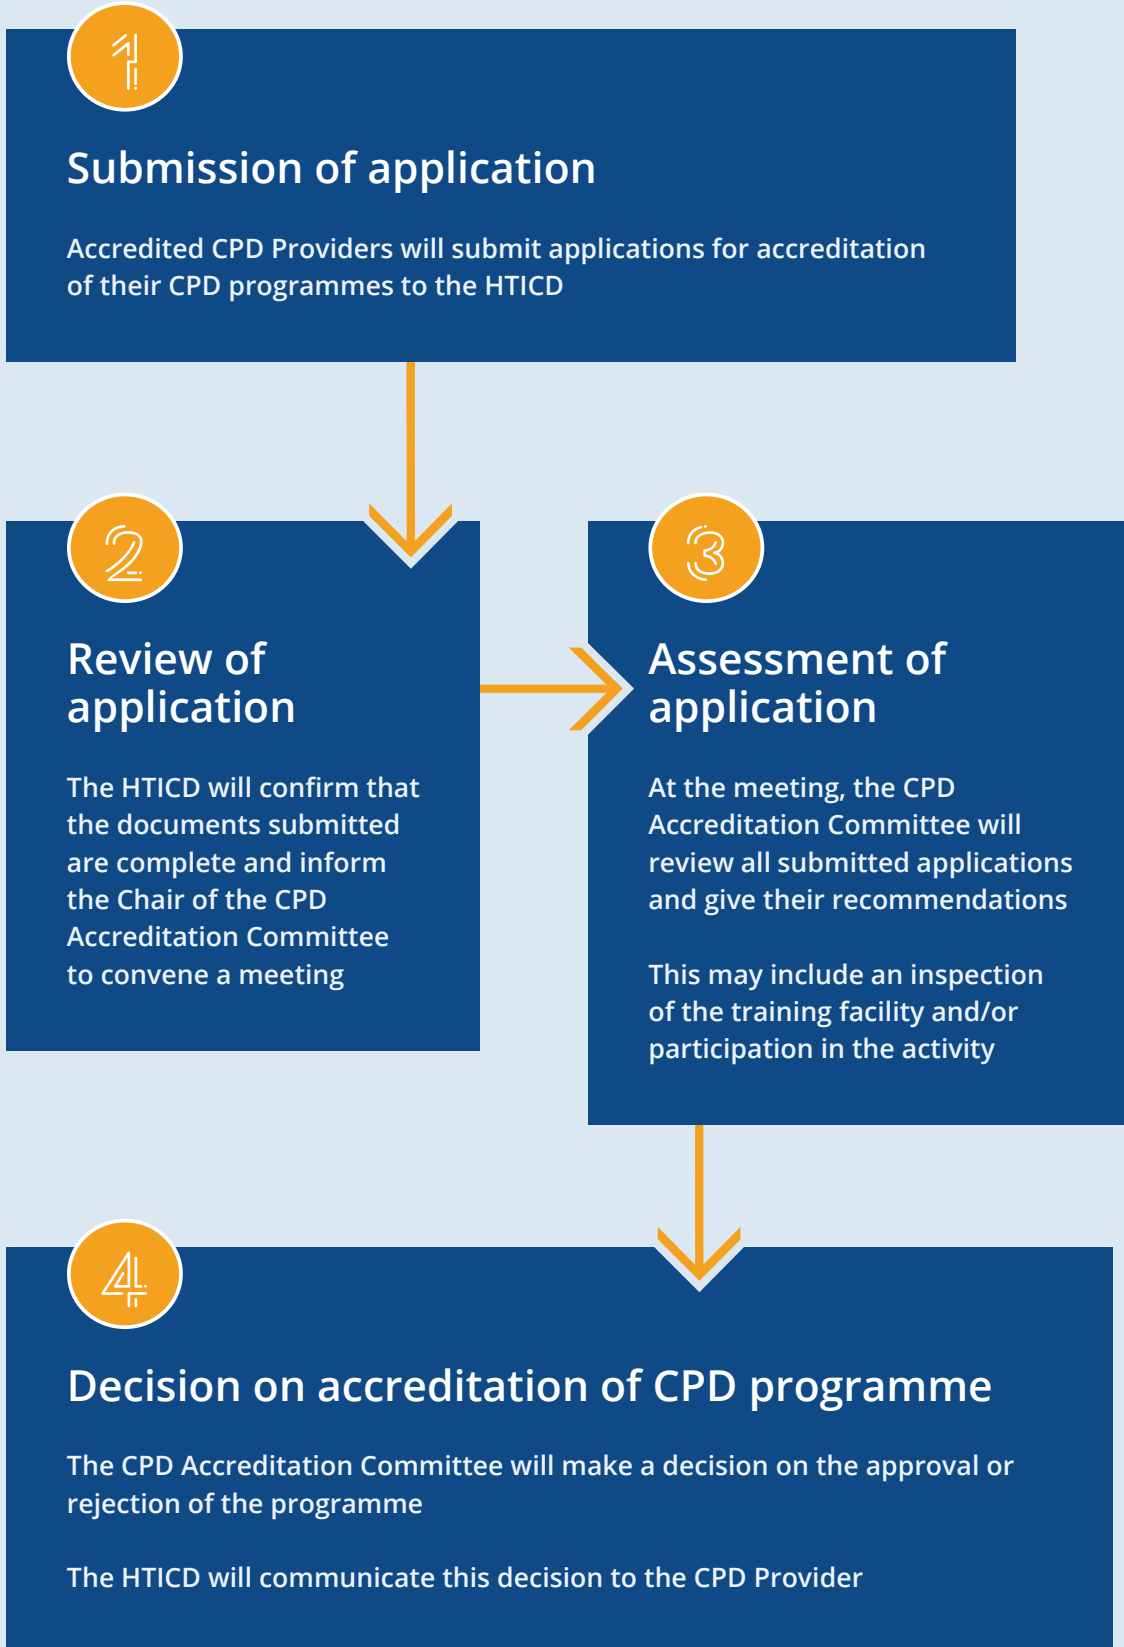 1
Submission of application
Accredited CPD Providers will submit applications for accreditation
of their CPD programmes to the HTICD
2
Review of
application
The HTICD will confirm that
the documents submitted
are complete and inform
the Chair of the CPD
Accreditation Committee
to convene a meeting
3
Assessment of
application
At the meeting, the CPD
Accreditation Committee will
review all submitted applications
and give their recommendations
This may include an inspection
of the training facility and/or
participation in the activity
4
Decision on accreditation of CPD programme
The CPD Accreditation Committee will make a decision on the approval or
rejection of the programme
The HTICD will communicate this decision to the CPD Provider